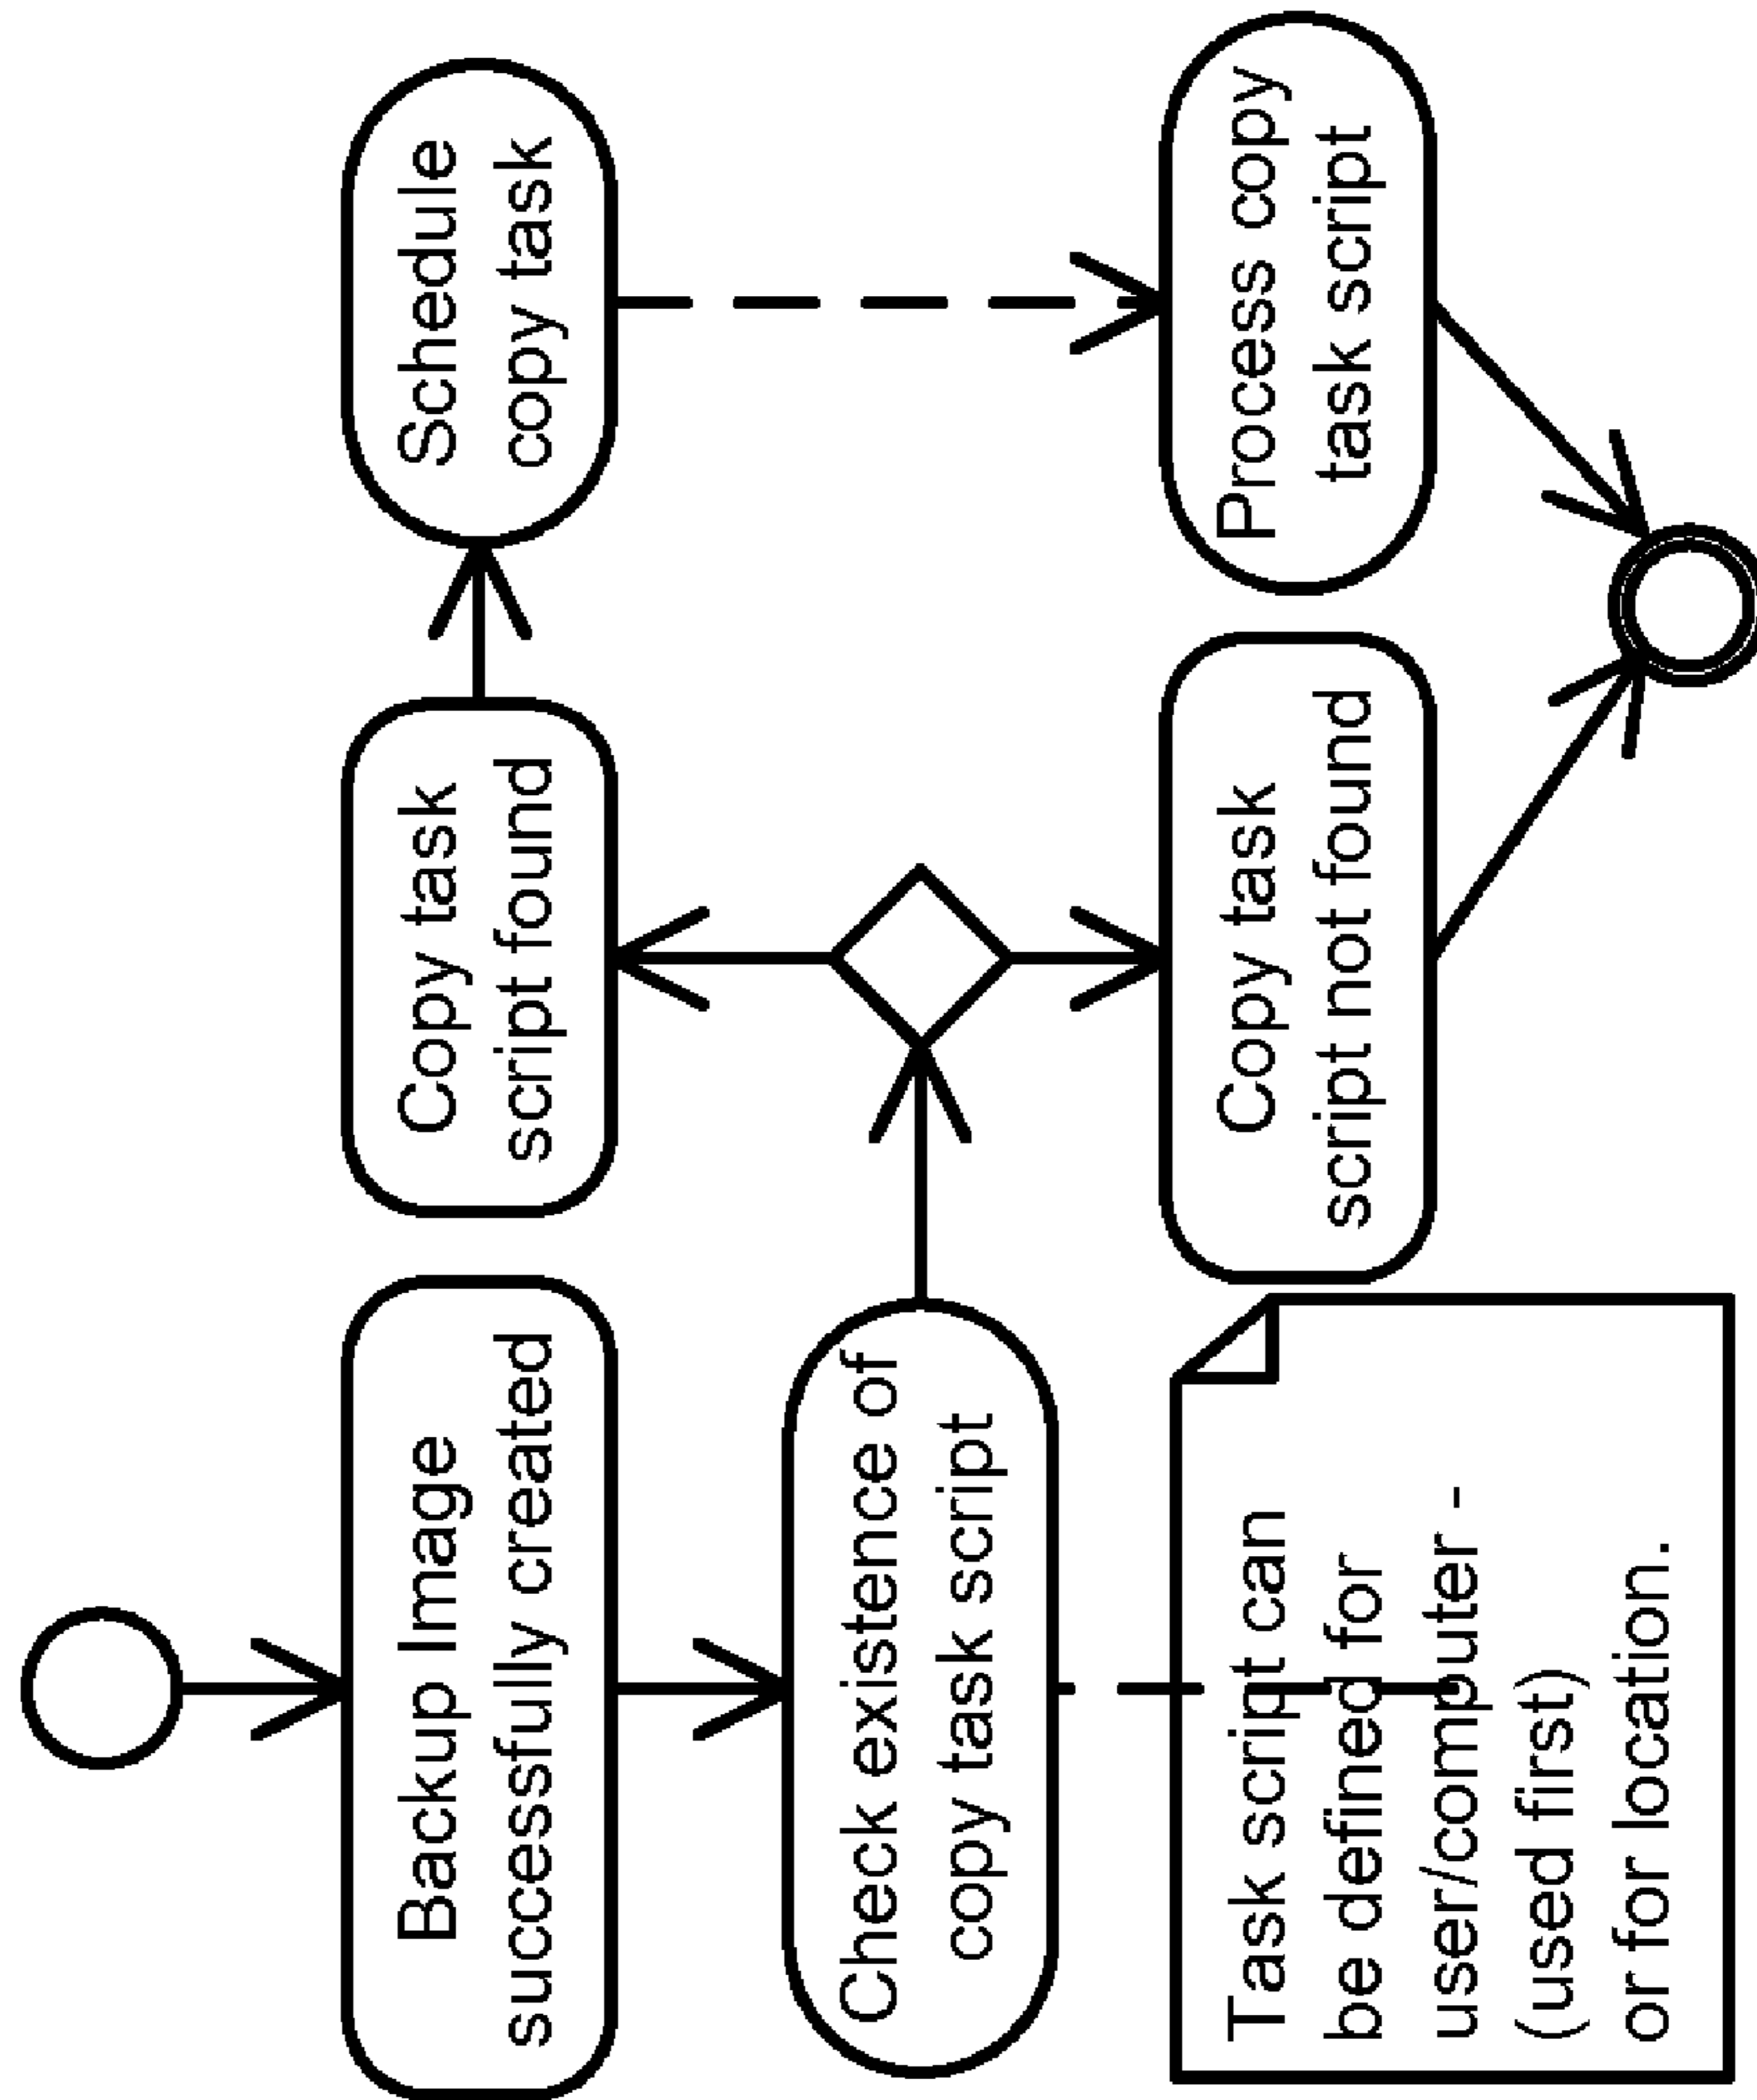 Backup Image
successfully created
Check existence of
copy task script
Task script can
be defined for
user/computer -
(used first)
or for location.
Copy task
script found
Copy task
script not found
Schedule
copy task
Process copy
task script